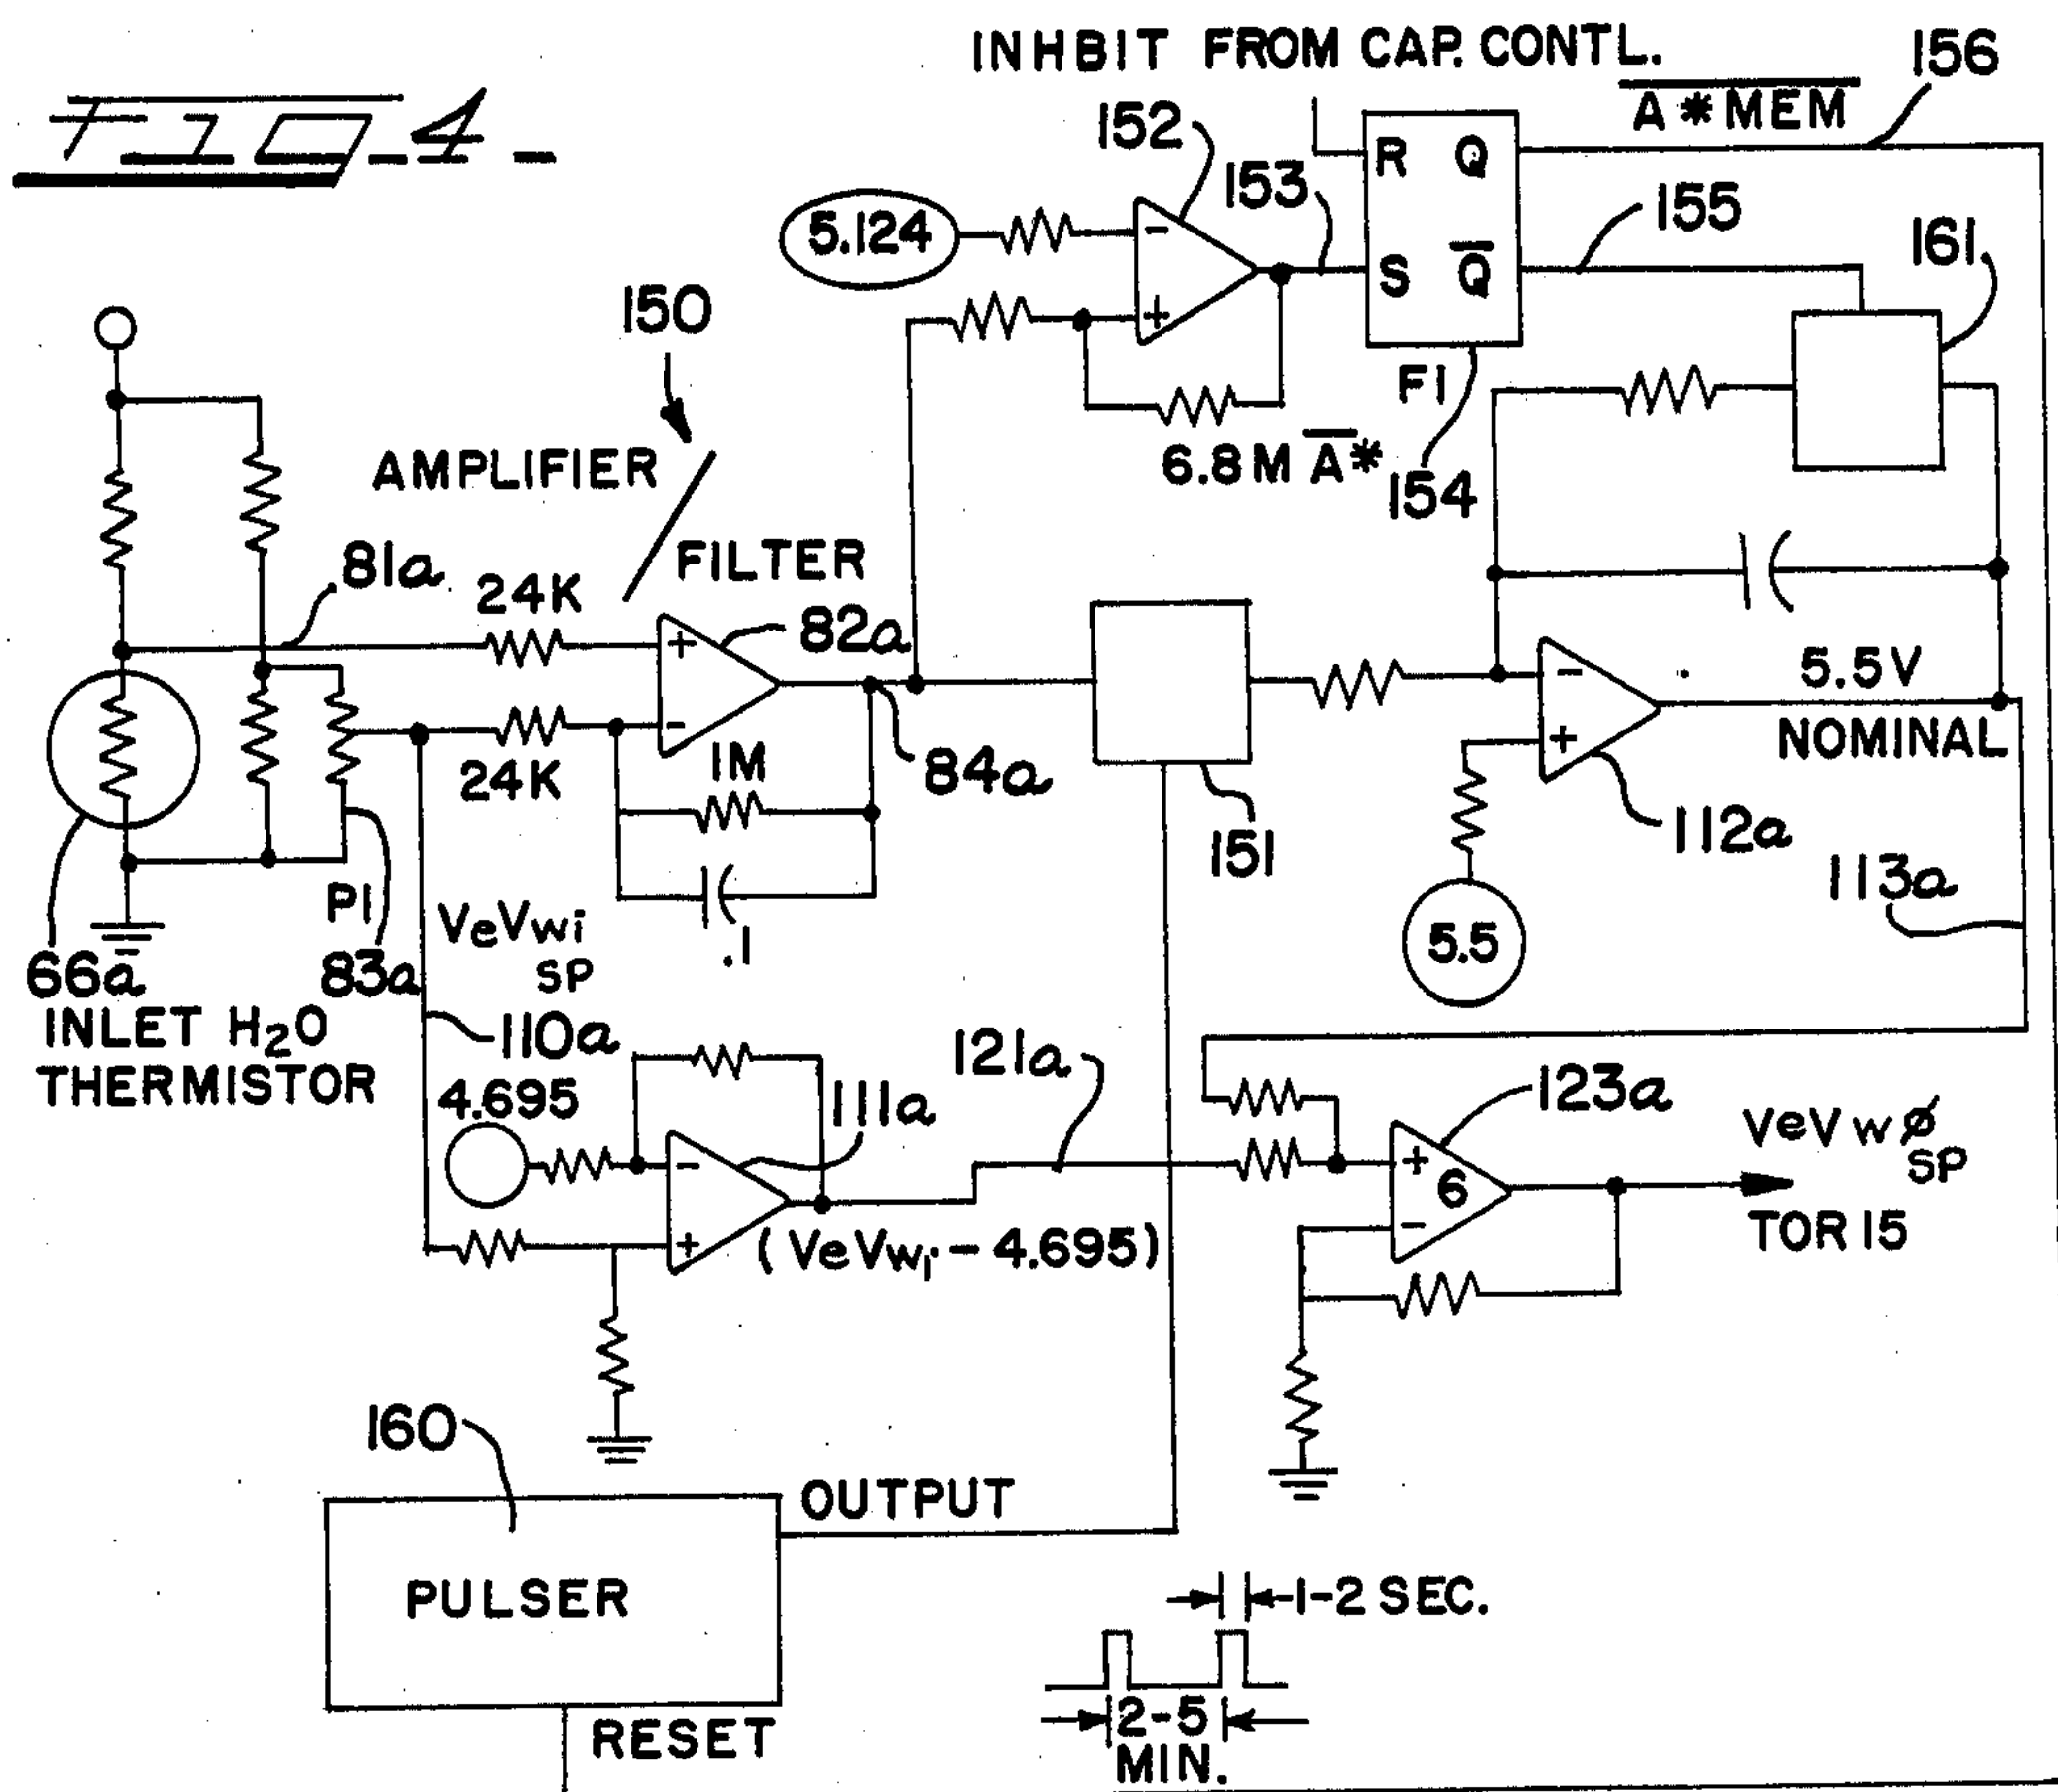 FIG_4_
INHBIT FROM CAP. CONTL.
A*MEM
156
152
153
R Q
S Q̅
155
161
5.124
150
F1
6.8M A̅*
154
AMPLIFIER
FILTER
81a
24K
82a
24K
1M
84a
.1
151
5.5V
NOMINAL
112a
113a
5.5
P1
83a
66a
INLET H2O
THERMISTOR
VeVwi
SP
110a
4.695
111a
121a
(VeVwi-4.695)
123a
6
VeVwØ
SP
TOR 15
160
OUTPUT
PULSER
RESET
1-2 SEC.
2-5
MIN.
+
-
-
+
-
+
-
+
+
-